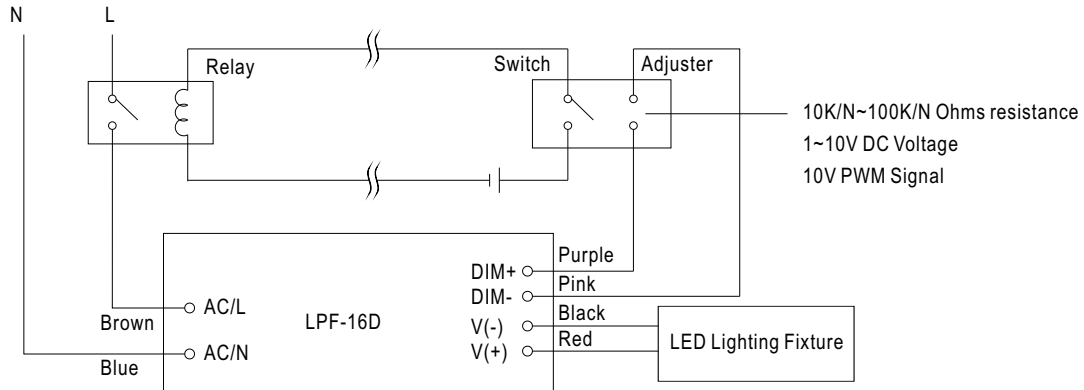 N
L
Relay
Switch
Adjuster
10K/N~100K/N Ohms resistance
1~10V DC Voltage
10V PWM Signal
Purple
DIM+
Pink
DIM-
Black
V(-)
Red
V(+)
Brown
AC/L
LPF-16D
Blue
AC/N
LED Lighting Fixture